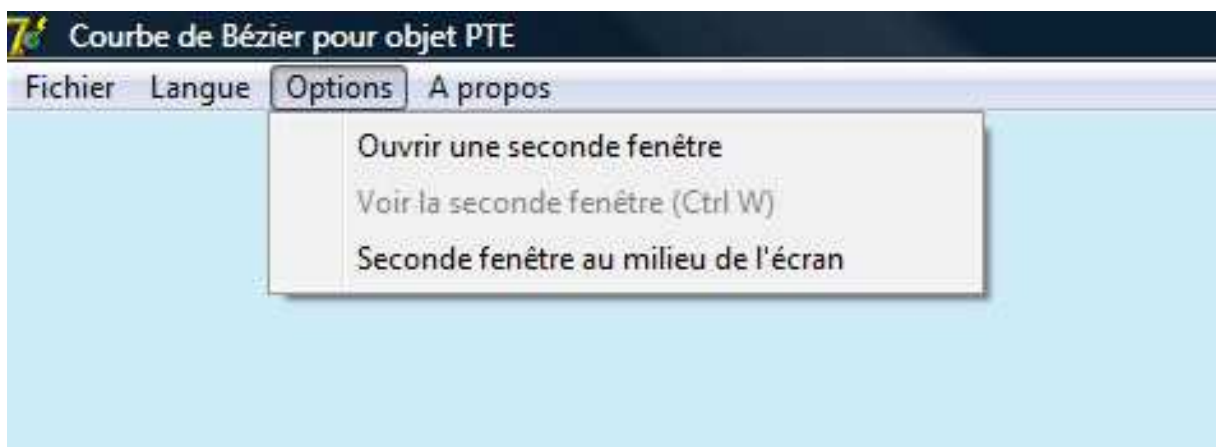 Courbe de Bézier pour objet PTE
Fichier Langue Options A propos
Ouvrir une seconde fenêtre
Voir la seconde fenêtre (Ctrl W)
Seconde fenêtre au milieu de l'écran